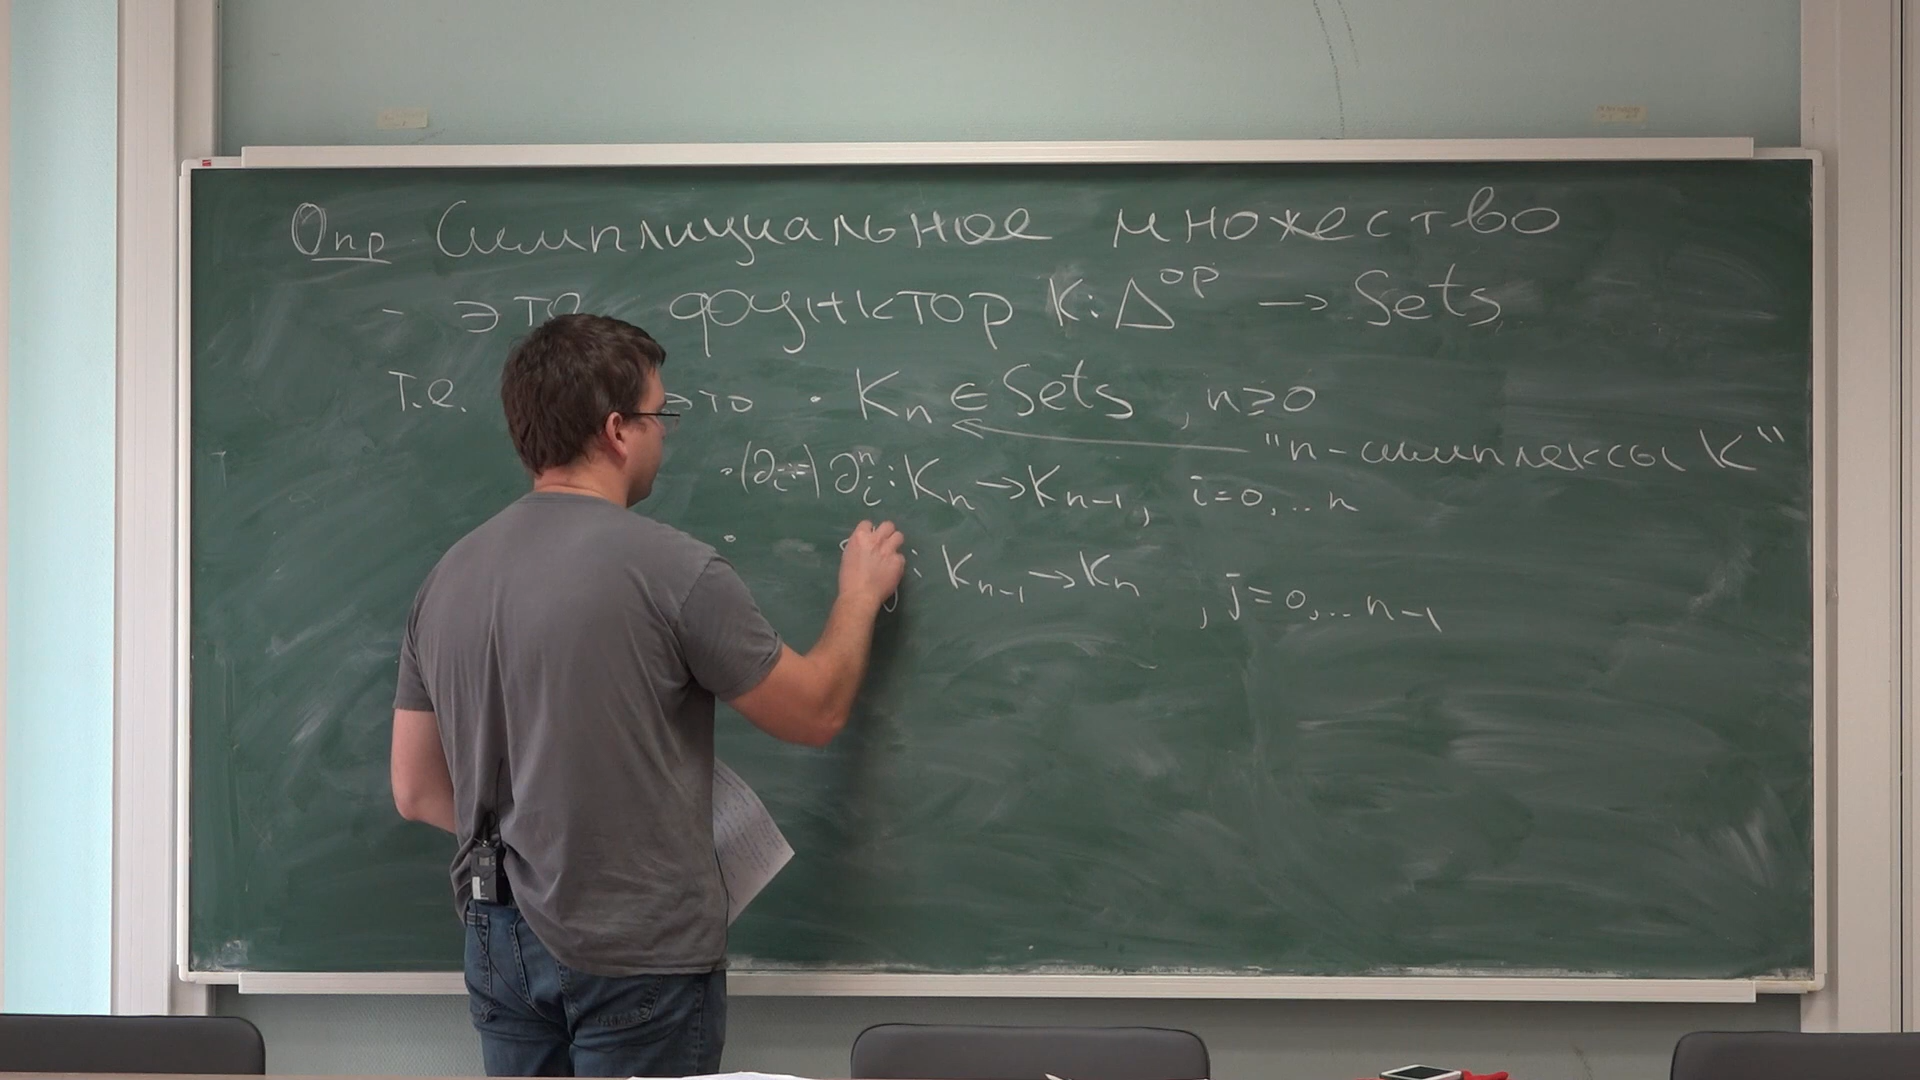 Опр Симплициальное множество
- это функтор K: Δ^op → Sets
т.е. это · K_n ∈ Sets , n≥0
"n-симплексы K"
· (∂_i=) ∂_i^n : K_n → K_{n-1}, i=0,...n
· j : K_{n-1} → K_n , j=0,...n-1